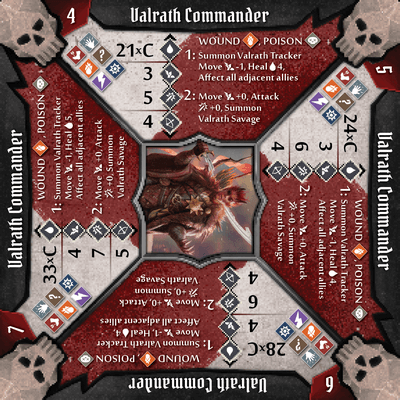 4
Valrath Commander
21×C
3
5
4
WOUND, POISON
1: Summon Valrath Tracker
Move -1, Heal 4,
Affect all adjacent allies
2: Move +0, Attack
+0, Summon
Valrath Savage
5
Valrath Commander
24×C
3
6
4
WOUND, POISON
1: Summon Valrath Tracker
Move -1, Heal 4,
Affect all adjacent allies
2: Move +0, Attack
+0, Summon
Valrath Savage
6
Valrath Commander
28×C
4
6
4
WOUND, POISON
1: Summon Valrath Tracker
Move -1, Heal 4,
Affect all adjacent allies
2: Move +0, Attack
+0, Summon
Valrath Savage
7
Valrath Commander
33×C
4
7
5
WOUND, POISON
1: Summon Valrath Tracker
Move -1, Heal 5,
Affect all adjacent allies
2: Move +0, Attack
+0, Summon
Valrath Savage